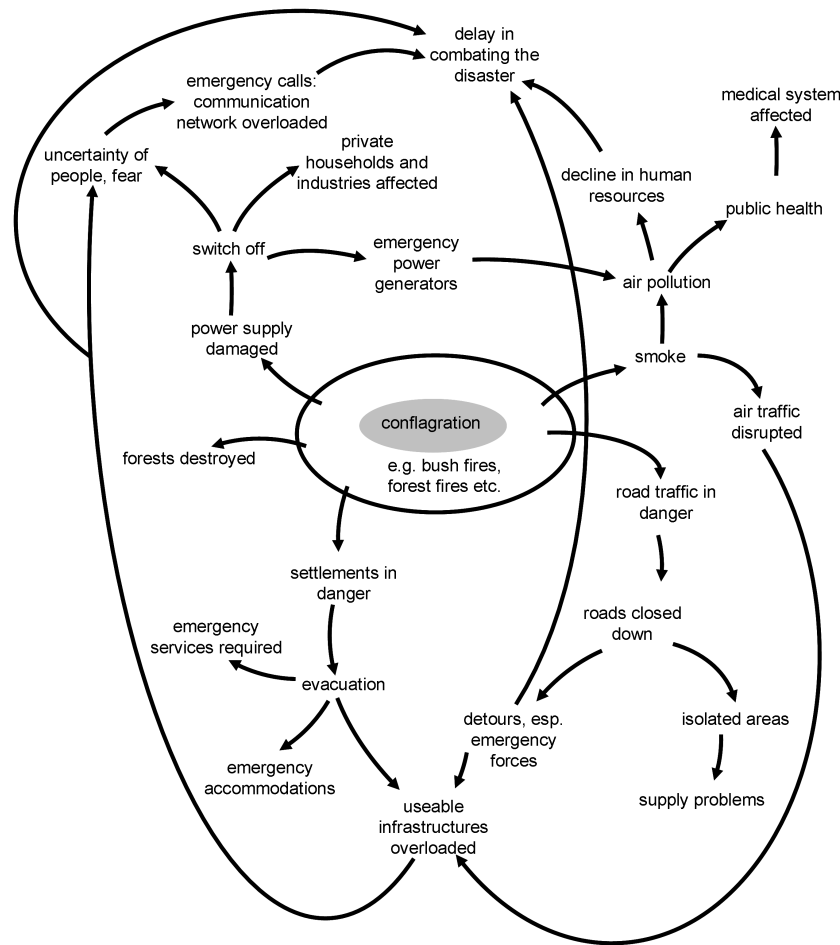 delay in
combating the
disaster
emergency calls:
communication
network overloaded
medical system
affected
uncertainty of
people, fear
private
households and
industries affected
decline in human
resources
public health
switch off
emergency
power
generators
air pollution
power supply
damaged
smoke
air traffic
disrupted
conflagration
e.g. bush fires,
forest fires etc.
forests destroyed
road traffic in
danger
settlements in
danger
roads closed
down
emergency
services required
evacuation
detours, esp.
emergency
forces
isolated areas
emergency
accommodations
supply problems
useable
infrastructures
overloaded